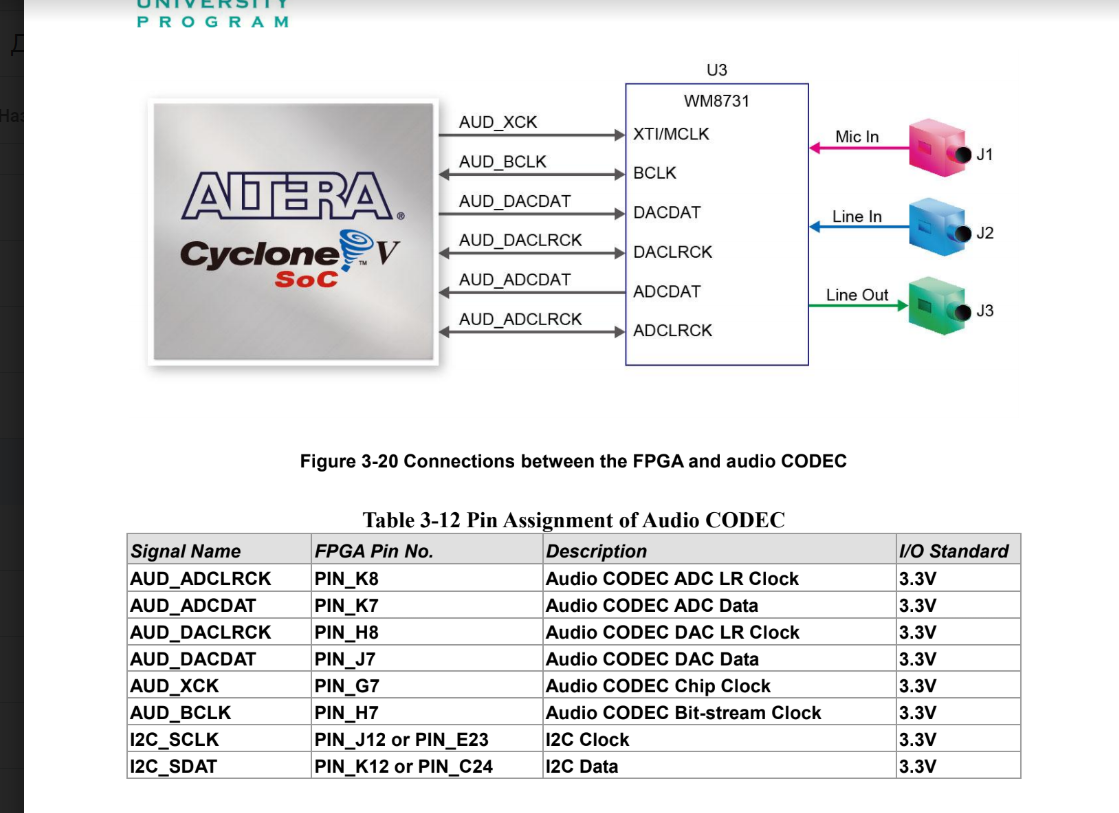 UNIVERSITY
PROGRAM
U3
WM8731
AUD_XCK
XTI/MCLK
Mic In
J1
AUD_BCLK
BCLK
ALTERA®
AUD_DACDAT
DACDAT
Line In
J2
Cyclone™ V
SoC
AUD_DACLRCK
DACLRCK
AUD_ADCDAT
ADCDAT
Line Out
J3
AUD_ADCLRCK
ADCLRCK
Figure 3-20 Connections between the FPGA and audio CODEC
Table 3-12 Pin Assignment of Audio CODEC
Signal Name FPGA Pin No. Description I/O Standard
AUD_ADCLRCK PIN_K8 Audio CODEC ADC LR Clock 3.3V
AUD_ADCDAT PIN_K7 Audio CODEC ADC Data 3.3V
AUD_DACLRCK PIN_H8 Audio CODEC DAC LR Clock 3.3V
AUD_DACDAT PIN_J7 Audio CODEC DAC Data 3.3V
AUD_XCK PIN_G7 Audio CODEC Chip Clock 3.3V
AUD_BCLK PIN_H7 Audio CODEC Bit-stream Clock 3.3V
I2C_SCLK PIN_J12 or PIN_E23 I2C Clock 3.3V
I2C_SDAT PIN_K12 or PIN_C24 I2C Data 3.3V